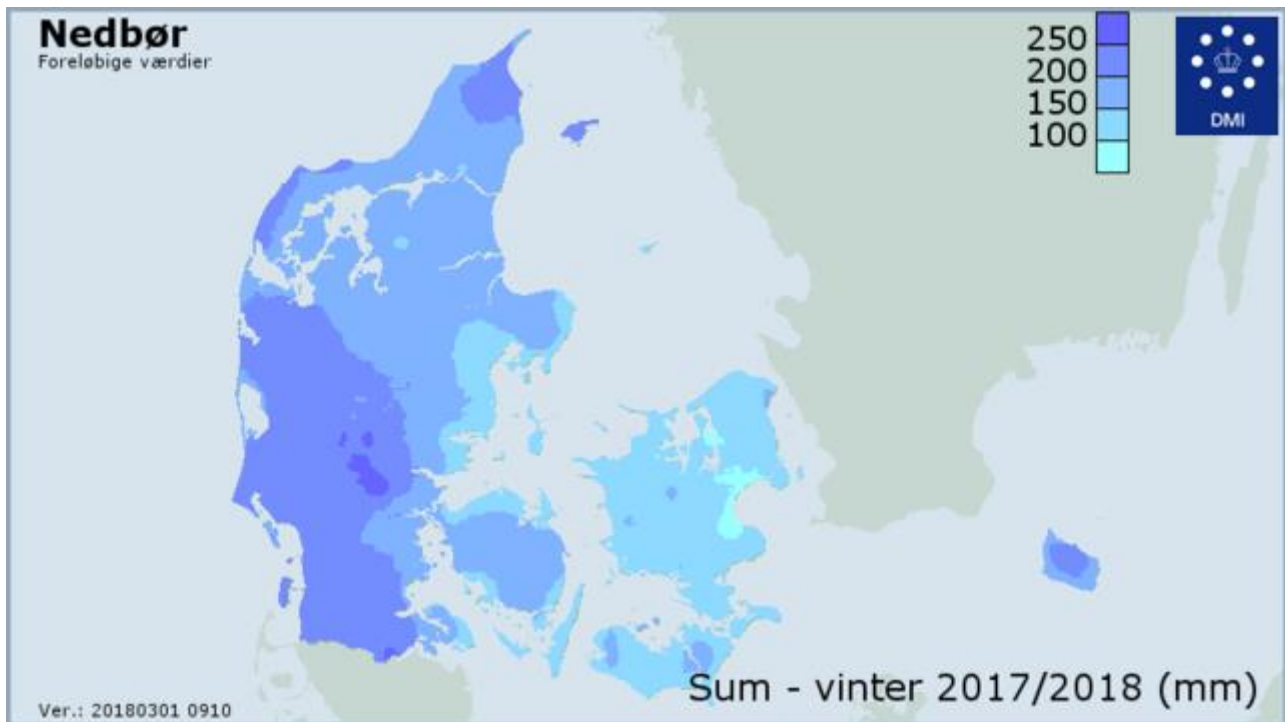 Nedbør
Foreløbige værdier
250
200
150
100
DMI
Sum - vinter 2017/2018 (mm)
Ver.: 20180301 0910